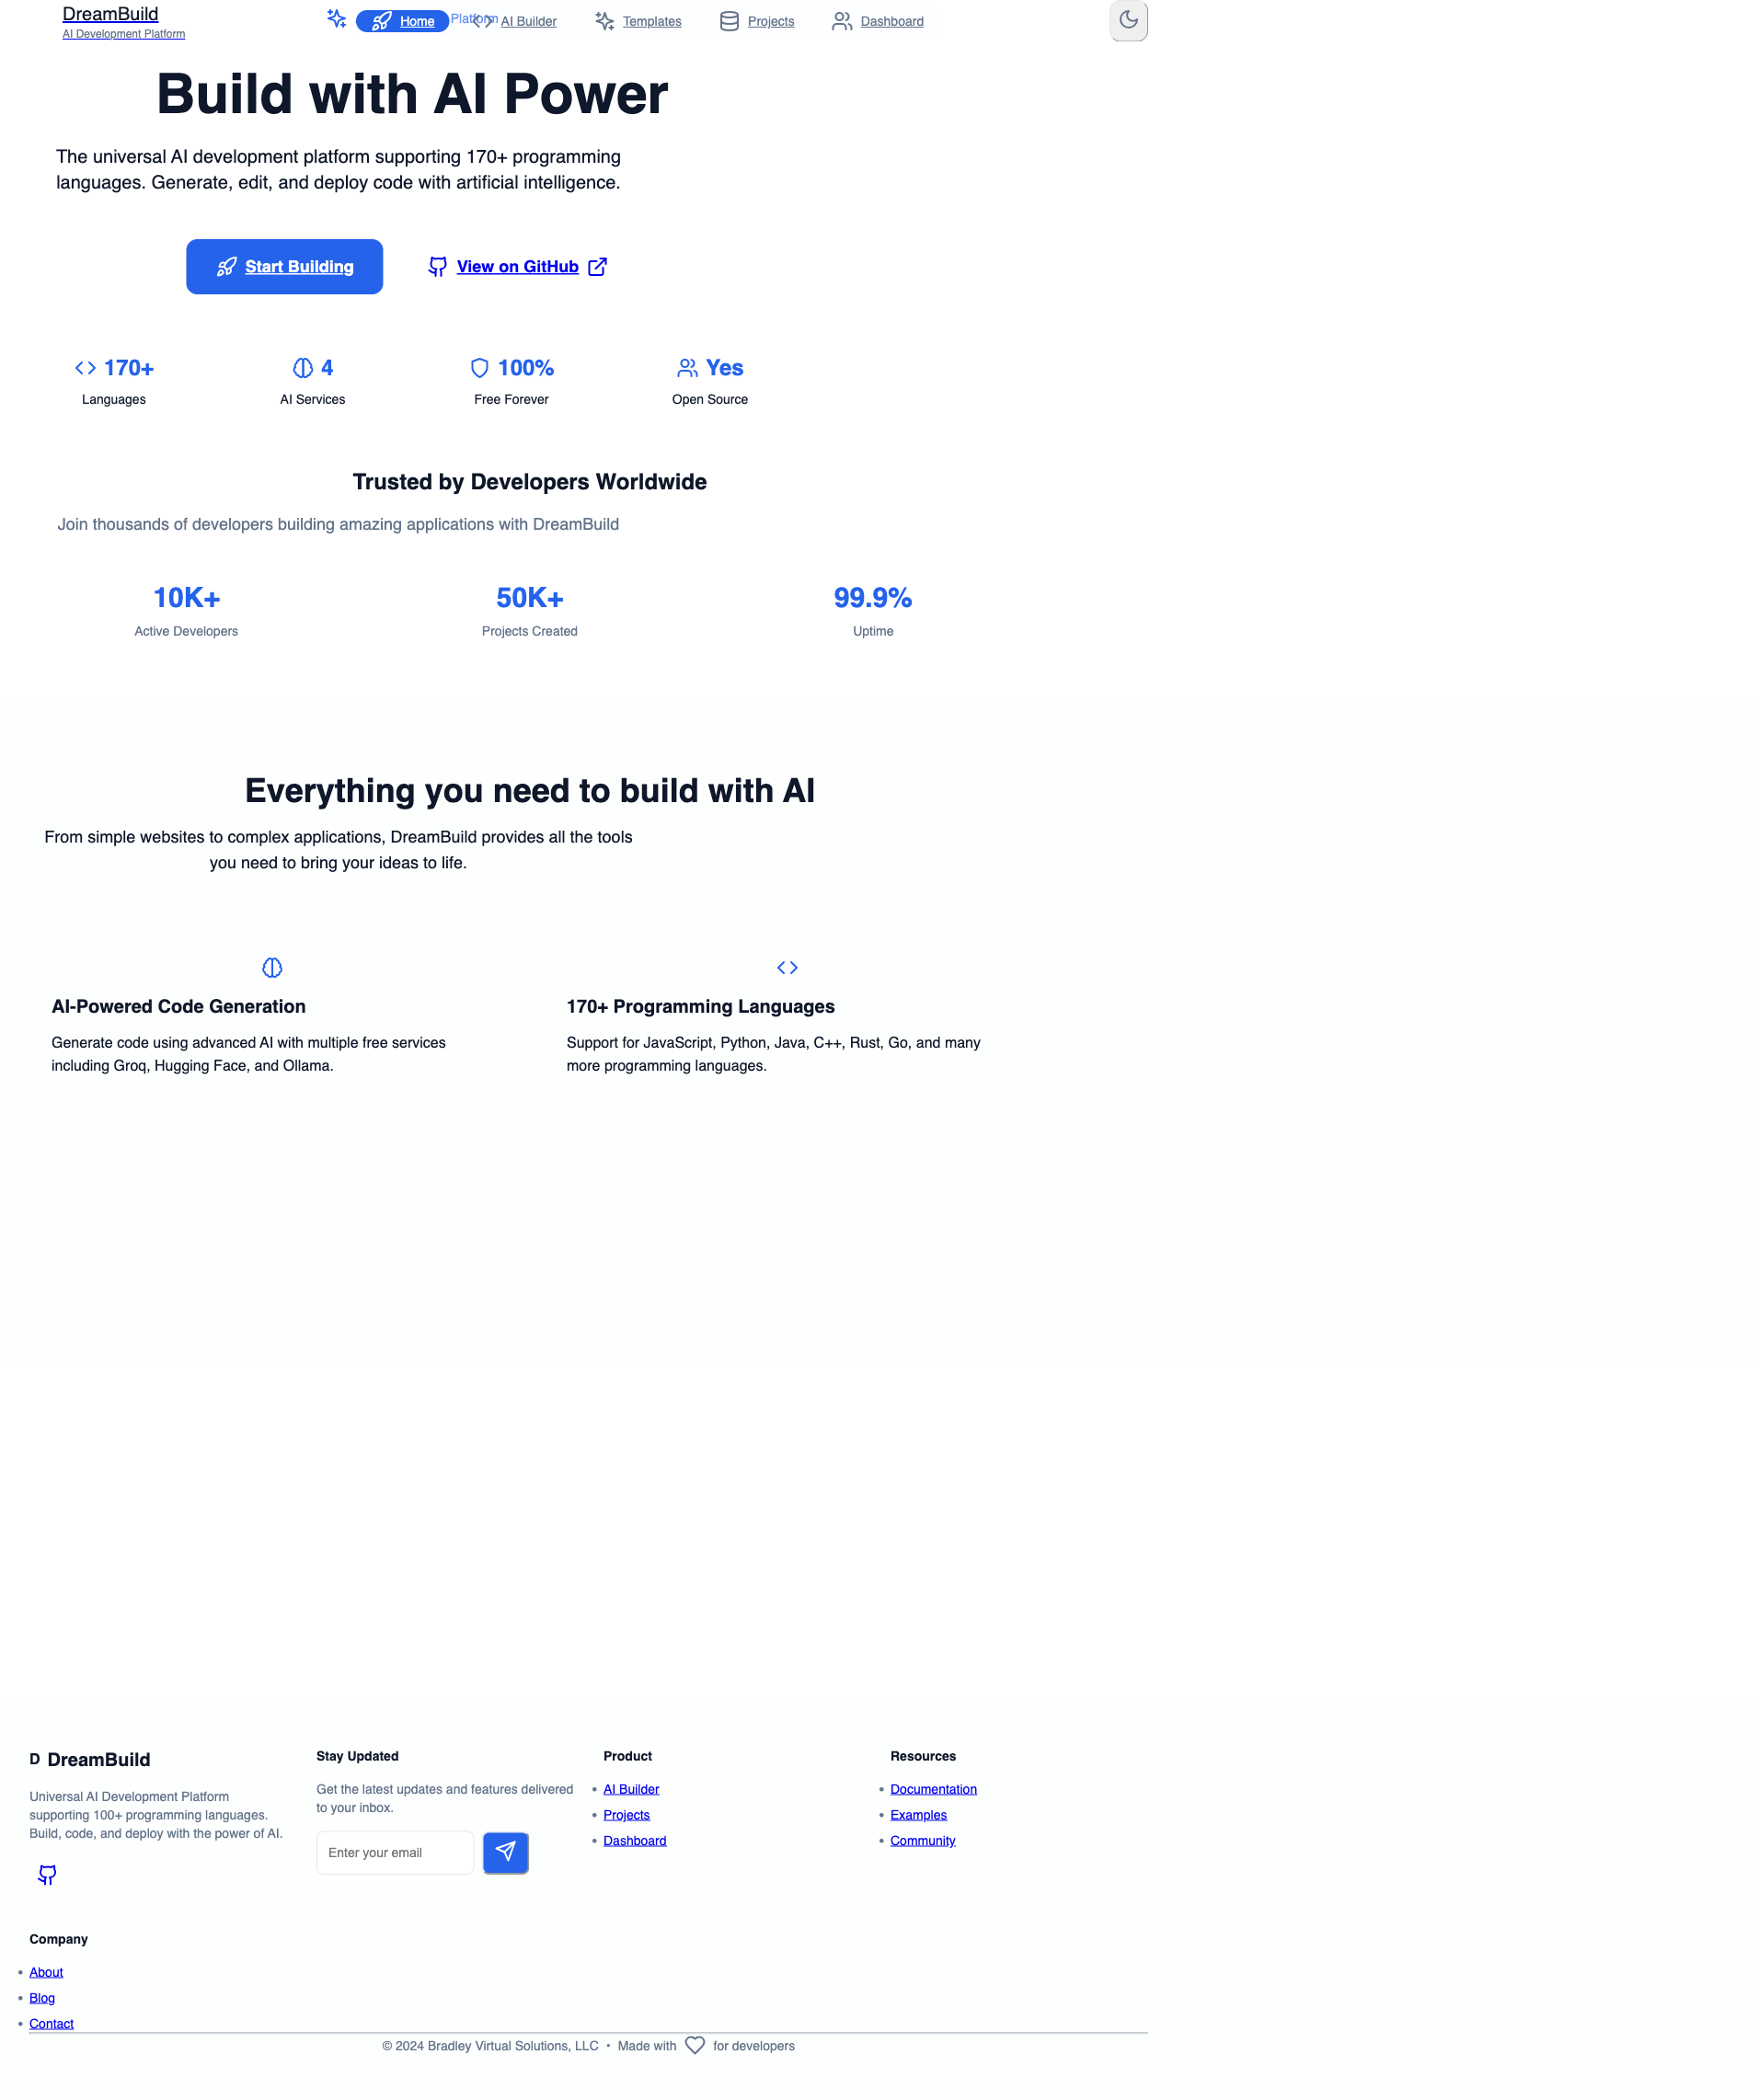 DreamBuild
AI Development Platform
Home
Platform
AI Builder
Templates
Projects
Dashboard
Build with AI Power
The universal AI development platform supporting 170+ programming
languages. Generate, edit, and deploy code with artificial intelligence.
Start Building
View on GitHub
170+
Languages
4
AI Services
100%
Free Forever
Yes
Open Source
Trusted by Developers Worldwide
Join thousands of developers building amazing applications with DreamBuild
10K+
Active Developers
50K+
Projects Created
99.9%
Uptime
Everything you need to build with AI
From simple websites to complex applications, DreamBuild provides all the tools
you need to bring your ideas to life.
AI-Powered Code Generation
Generate code using advanced AI with multiple free services
including Groq, Hugging Face, and Ollama.
170+ Programming Languages
Support for JavaScript, Python, Java, C++, Rust, Go, and many
more programming languages.
D DreamBuild
Universal AI Development Platform
supporting 100+ programming languages.
Build, code, and deploy with the power of AI.
Stay Updated
Get the latest updates and features delivered
to your inbox.
Enter your email
Product
• AI Builder
• Projects
• Dashboard
Resources
• Documentation
• Examples
• Community
Company
• About
• Blog
• Contact
© 2024 Bradley Virtual Solutions, LLC • Made with for developers